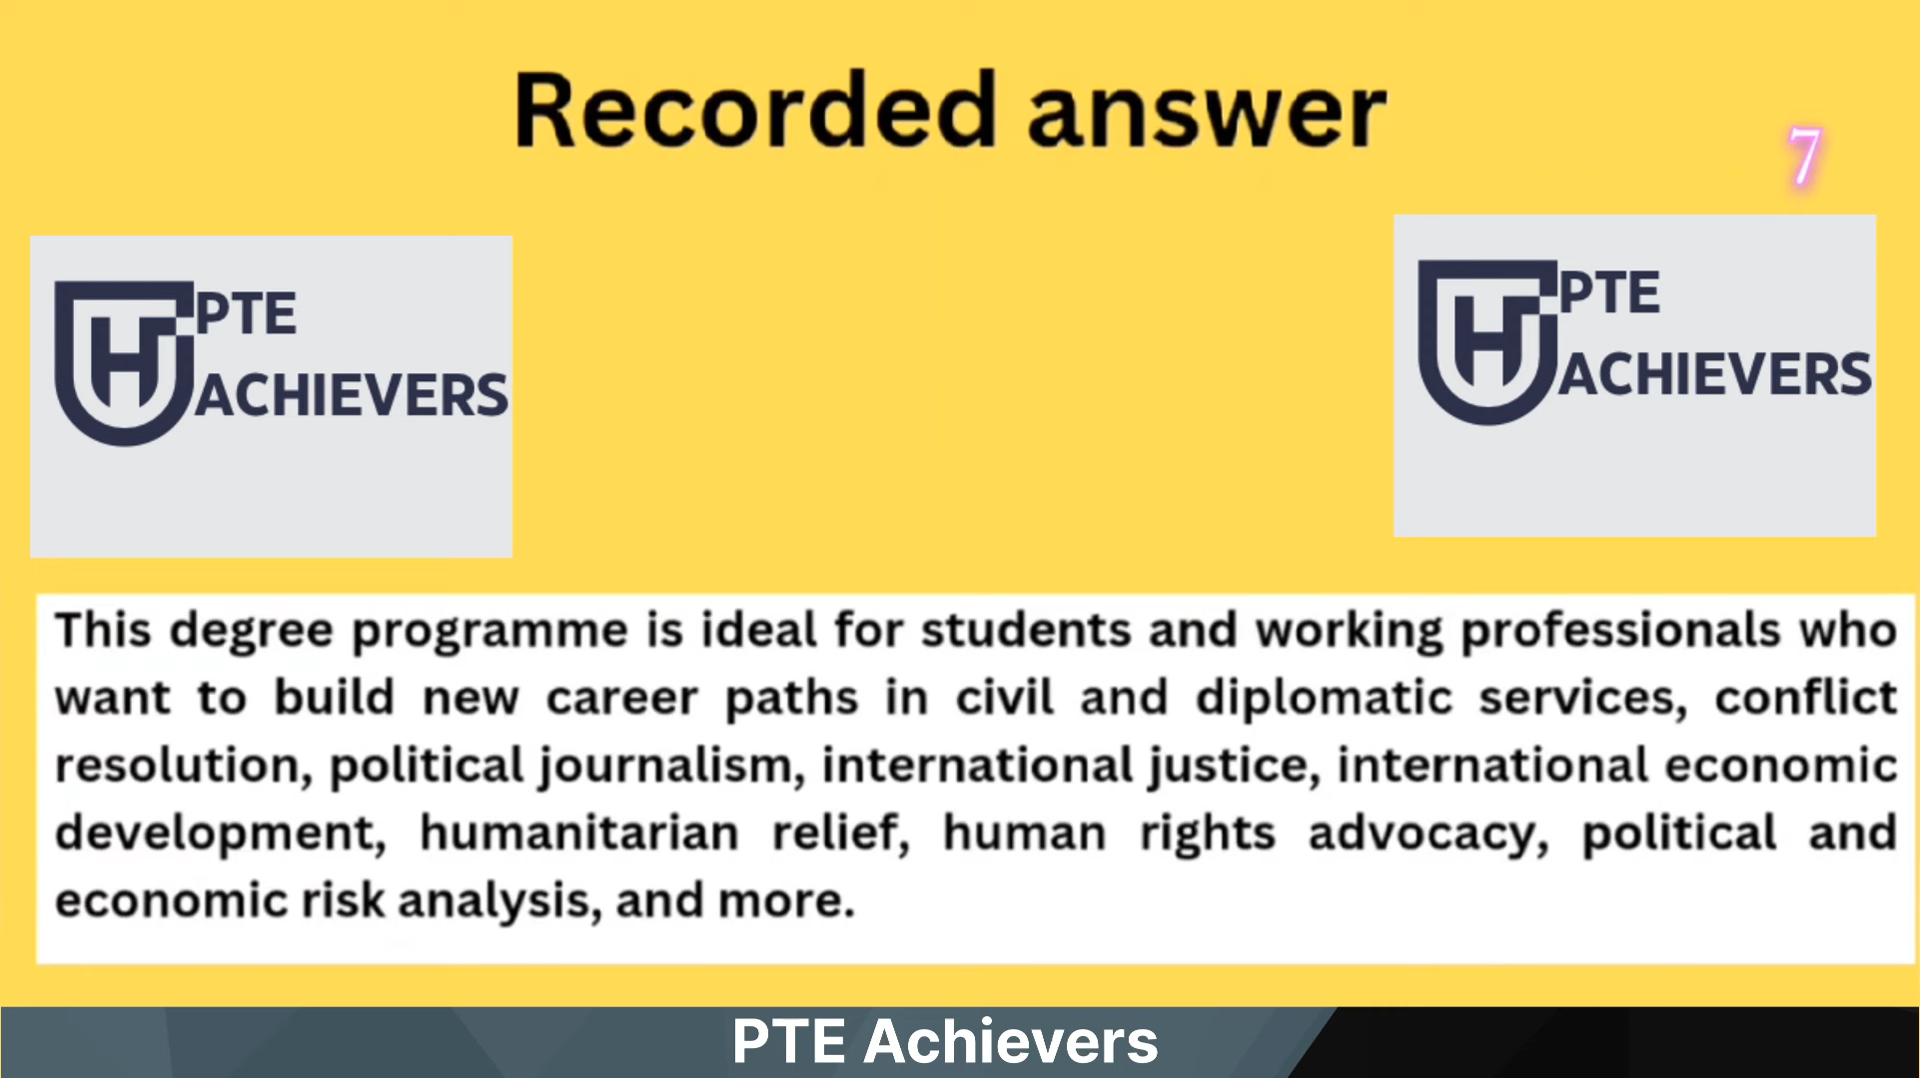 Recorded answer
7
PTE
ACHIEVERS
PTE
ACHIEVERS
This degree programme is ideal for students and working professionals who
want to build new career paths in civil and diplomatic services, conflict
resolution, political journalism, international justice, international economic
development, humanitarian relief, human rights advocacy, political and
economic risk analysis, and more.
PTE Achievers